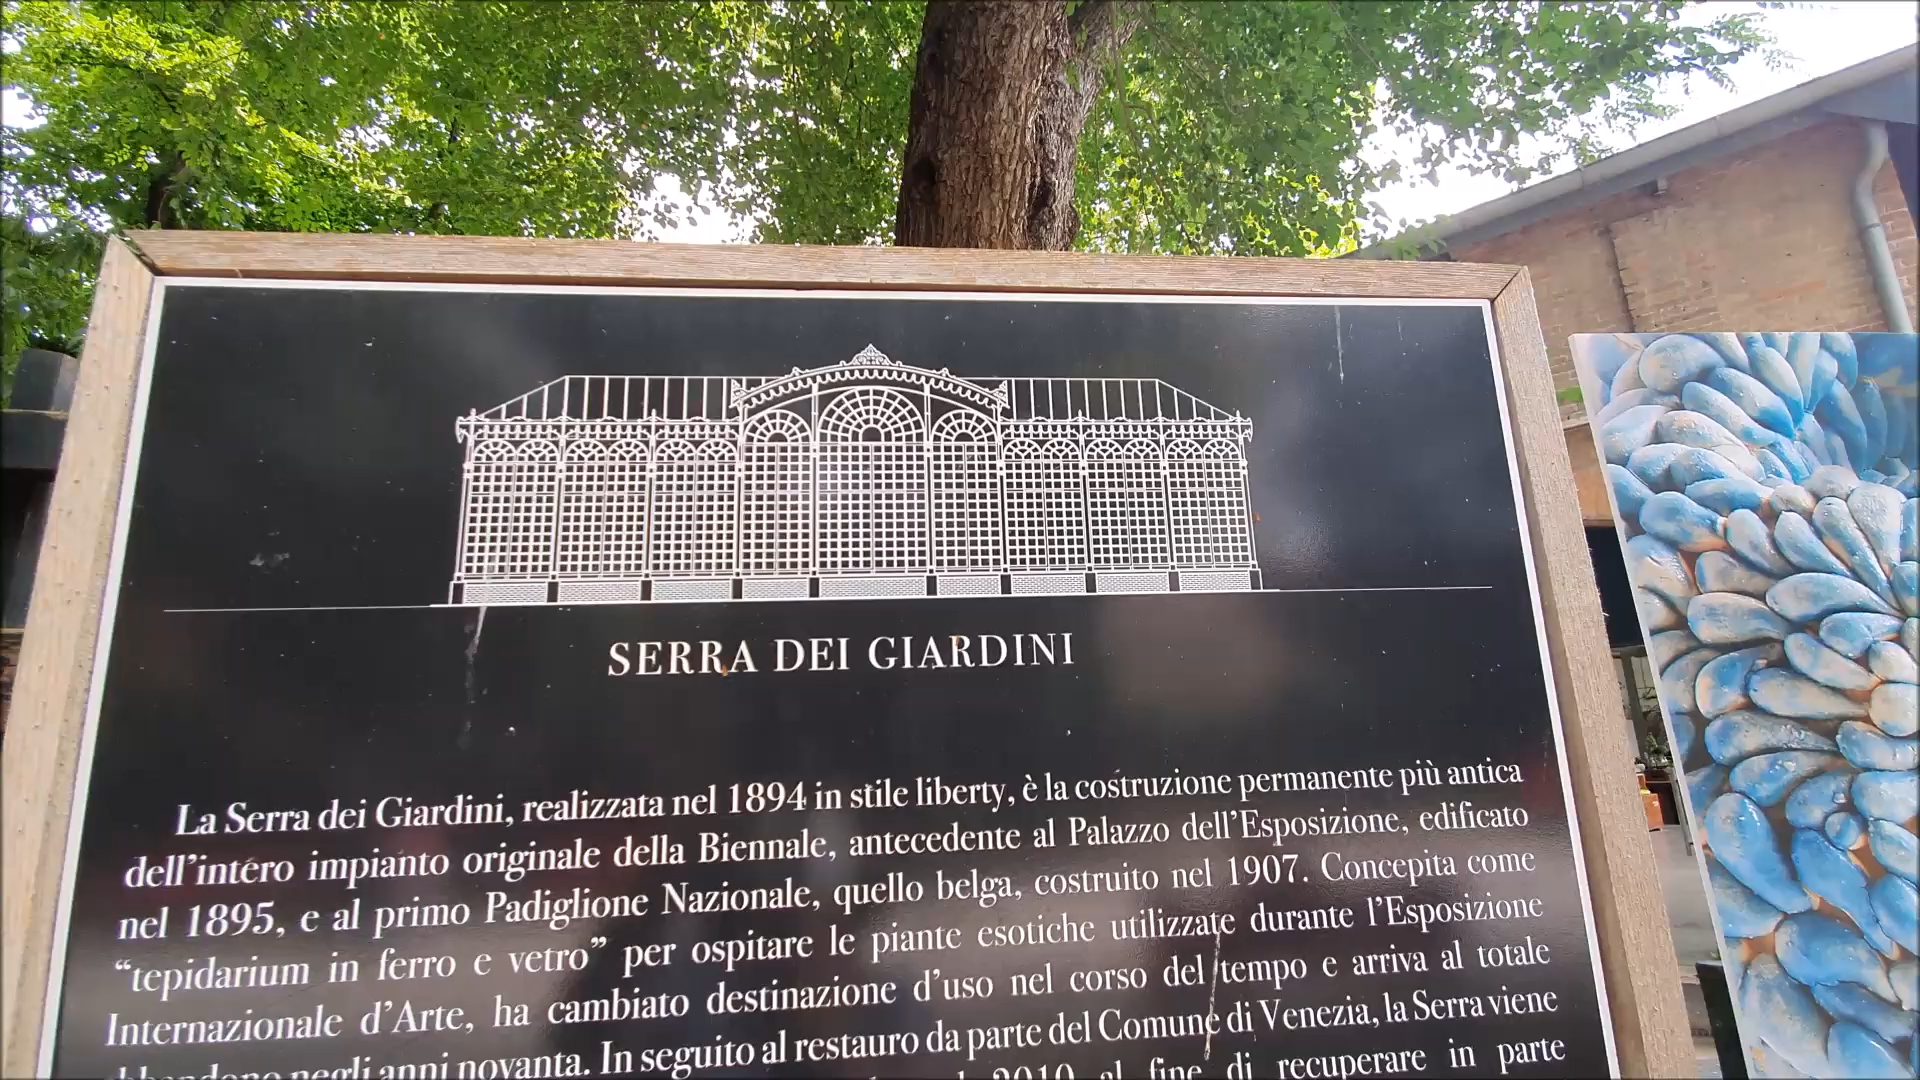 SERRA DEI GIARDINI
La Serra dei Giardini, realizzata nel 1894 in stile liberty, è la costruzione permanente più antica
dell'intero impianto originale della Biennale, antecedente al Palazzo dell'Esposizione, edificato
nel 1895, e al primo Padiglione Nazionale, quello belga, costruito nel 1907. Concepita come
“tepidarium in ferro e vetro” per ospitare le piante esotiche utilizzate durante l'Esposizione
Internazionale d'Arte, ha cambiato destinazione d'uso nel corso del tempo e arriva al totale
negli anni novanta. In seguito al restauro da parte del Comune di Venezia, la Serra viene
2010 al fine di recuperare in parte